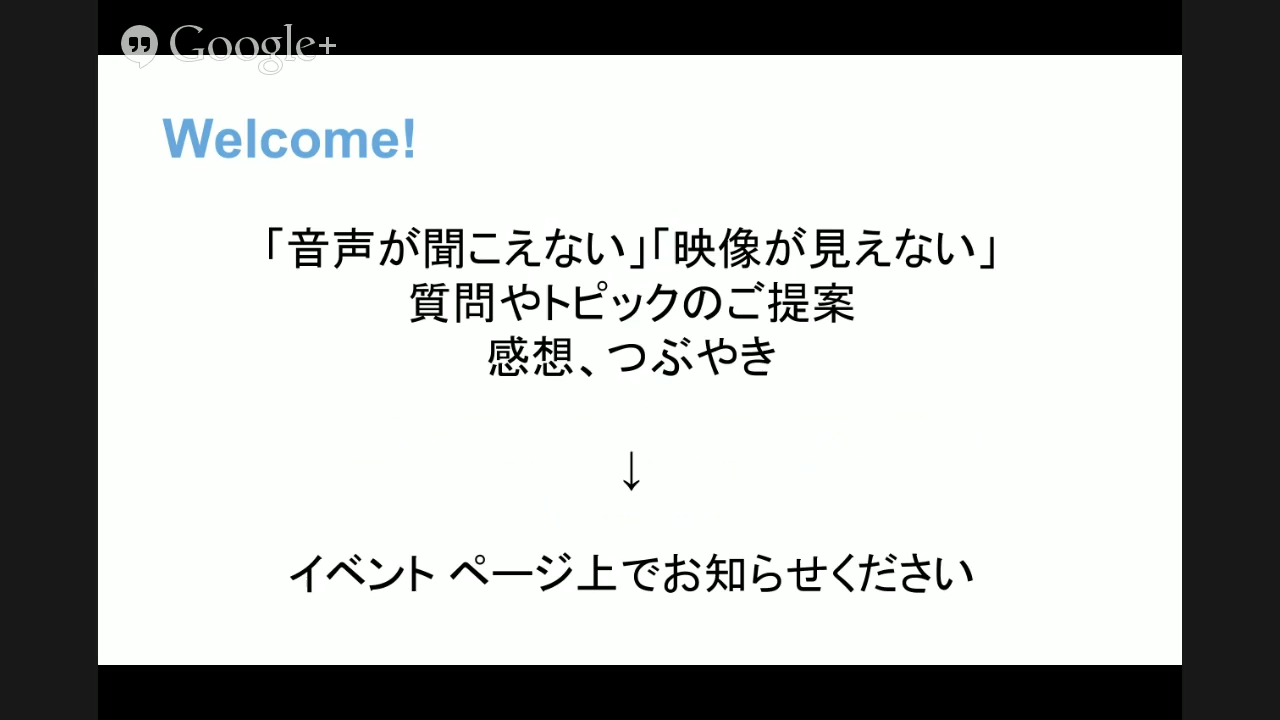 Google+
Welcome!
「音声が聞こえない」「映像が見えない」
質問やトピックのご提案
感想、つぶやき
↓
イベント ページ上でお知らせください